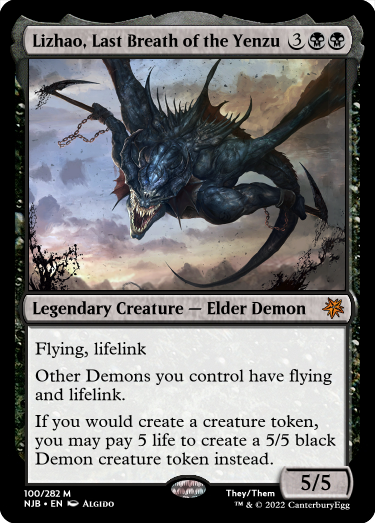 Lizhao, Last Breath of the Yenzu 3
Legendary Creature — Elder Demon
Flying, lifelink
Other Demons you control have flying
and lifelink.
If you would create a creature token,
you may pay 5 life to create a 5/5 black
Demon creature token instead.
5/5
100/282 M They/Them
NJB • EN ALGIDO ™ & © 2022 CanterburyEgg